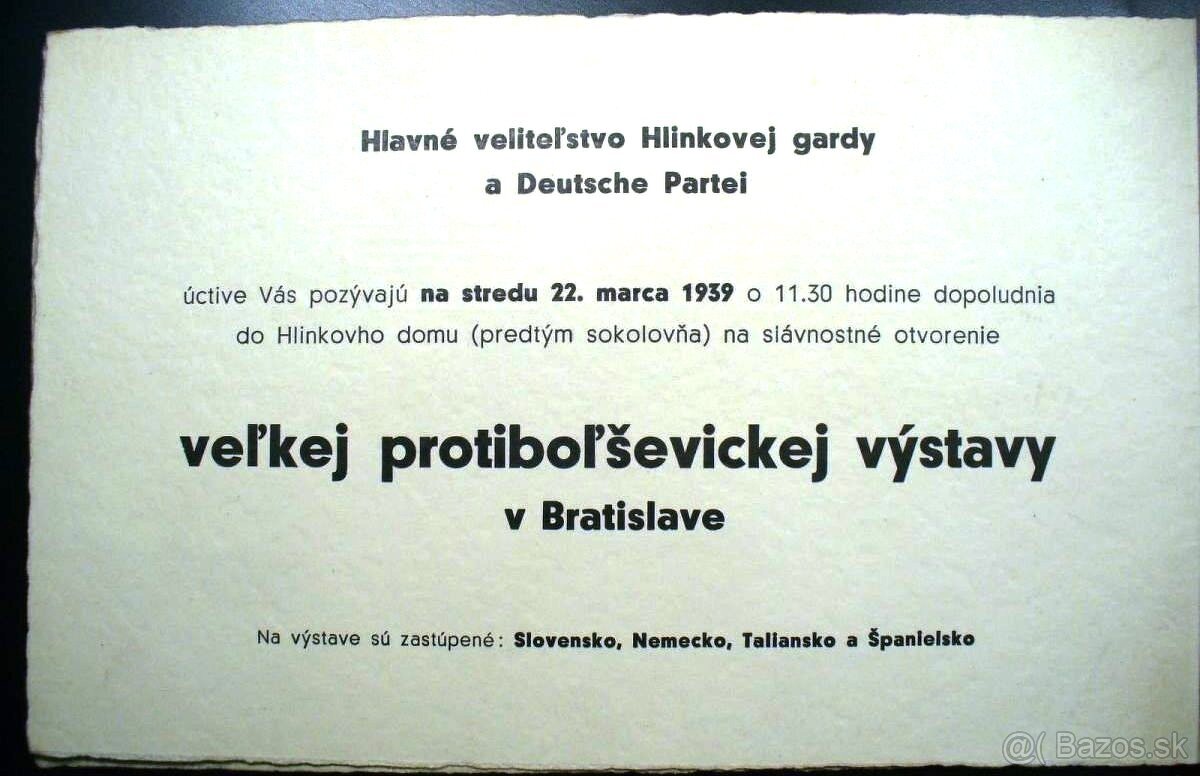 Hlavné veliteľstvo Hlinkovej gardy
a Deutsche Partei
úctive Vás pozývajú na stredu 22. marca 1939 o 11.30 hodine dopoludnia
do Hlinkovho domu (predtým sokolovňa) na slávnostné otvorenie
veľkej protiboľševickej výstavy
v Bratislave
Na výstave sú zastúpené: Slovensko, Nemecko, Taliansko a Španielsko
@( Bazos.sk